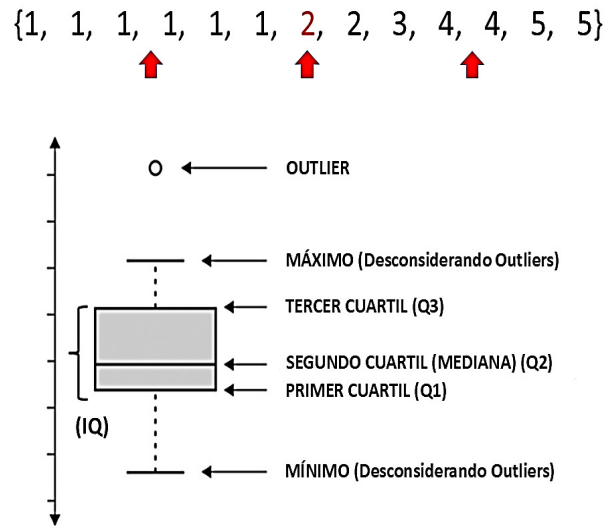 {1, 1, 1, 1, 1, 1, 2, 2, 3, 4, 4, 5, 5}
OUTLIER
MÁXIMO (Desconsiderando Outliers)
TERCER CUARTIL (Q3)
SEGUNDO CUARTIL (MEDIANA) (Q2)
PRIMER CUARTIL (Q1)
(IQ)
MÍNIMO (Desconsiderando Outliers)